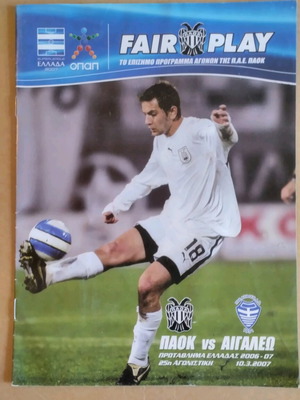 FAIR PLAY
ΤΟ ΕΠΙΣΗΜΟ ΠΡΟΓΡΑΜΜΑ ΑΓΩΝΩΝ ΤΗΣ Π.Α.Ε. ΠΑΟΚ
ΕΛΛΑΔΑ
ΟΠΑΠ
18
ΠΑΟΚ vs ΑΙΓΑΛΕΩ
ΠΡΩΤΑΘΛΗΜΑ ΕΛΛΑΔΑΣ 2006 - 07
25η ΑΓΩΝΙΣΤΙΚΗ 10.3.2007